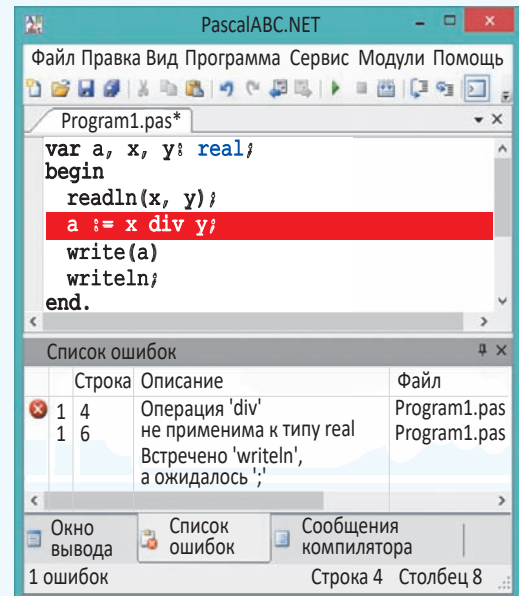 PascalABC.NET
Файл Правка Вид Программа Сервис Модули Помощь
Program1.pas*
var a, x, y: real;
begin
readln(x, y);
a := x div y;
write(a)
writeln;
end.
Список ошибок
Строка Описание Файл
1 4 Операция 'div' Program1.pas
1 6 не применима к типу real Program1.pas
Встречено 'writeln',
а ожидалось ';'
Окно вывода
Список ошибок
Сообщения компилятора
1 ошибок Строка 4 Столбец 8